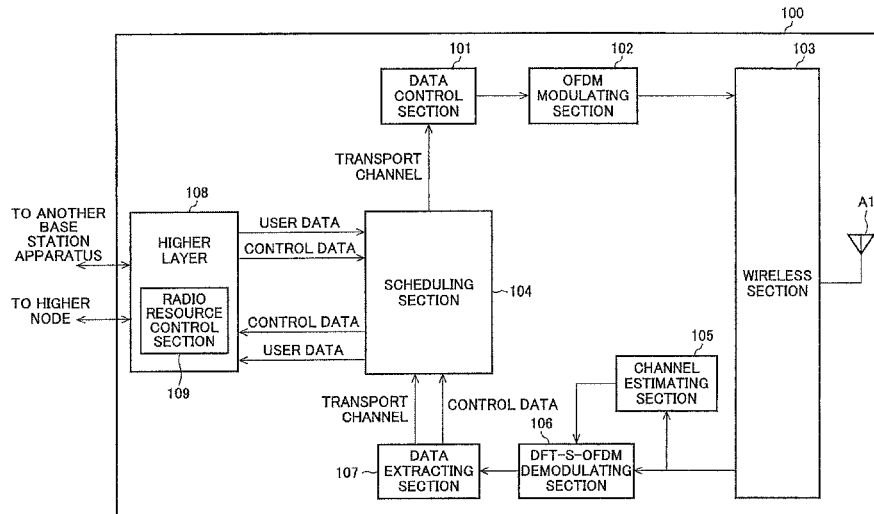 100
101
102
103
DATA
CONTROL
SECTION
OFDM
MODULATING
SECTION
TRANSPORT
CHANNEL
108
TO ANOTHER
BASE
STATION
APPARATUS
HIGHER
LAYER
USER DATA
CONTROL DATA
SCHEDULING
SECTION
104
WIRELESS
SECTION
A1
TO HIGHER
NODE
RADIO
RESOURCE
CONTROL
SECTION
109
CONTROL DATA
USER DATA
105
CHANNEL
ESTIMATING
SECTION
TRANSPORT
CHANNEL
CONTROL DATA
106
107
DATA
EXTRACTING
SECTION
DFT-S-OFDM
DEMODULATING
SECTION